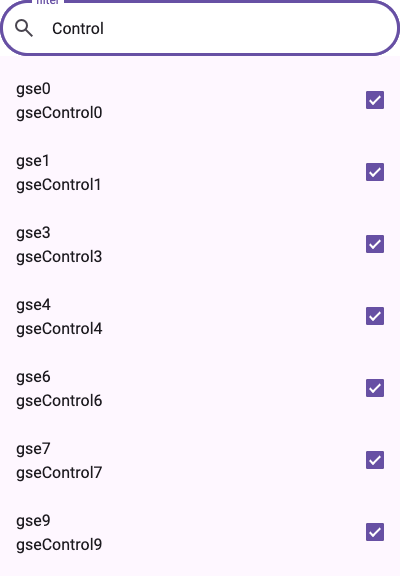 filter
Control
gse0
gseControl0
gse1
gseControl1
gse3
gseControl3
gse4
gseControl4
gse6
gseControl6
gse7
gseControl7
gse9
gseControl9